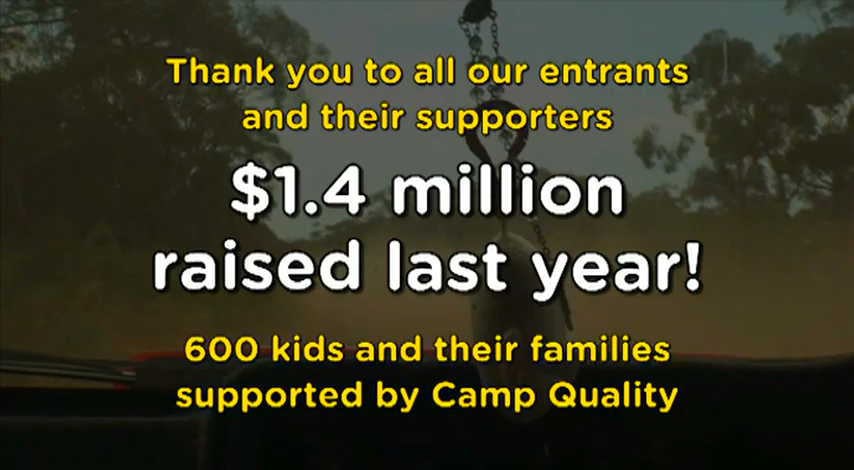 Thank you to all our entrants
and their supporters
$1.4 million
raised last year!
600 kids and their families
supported by Camp Quality